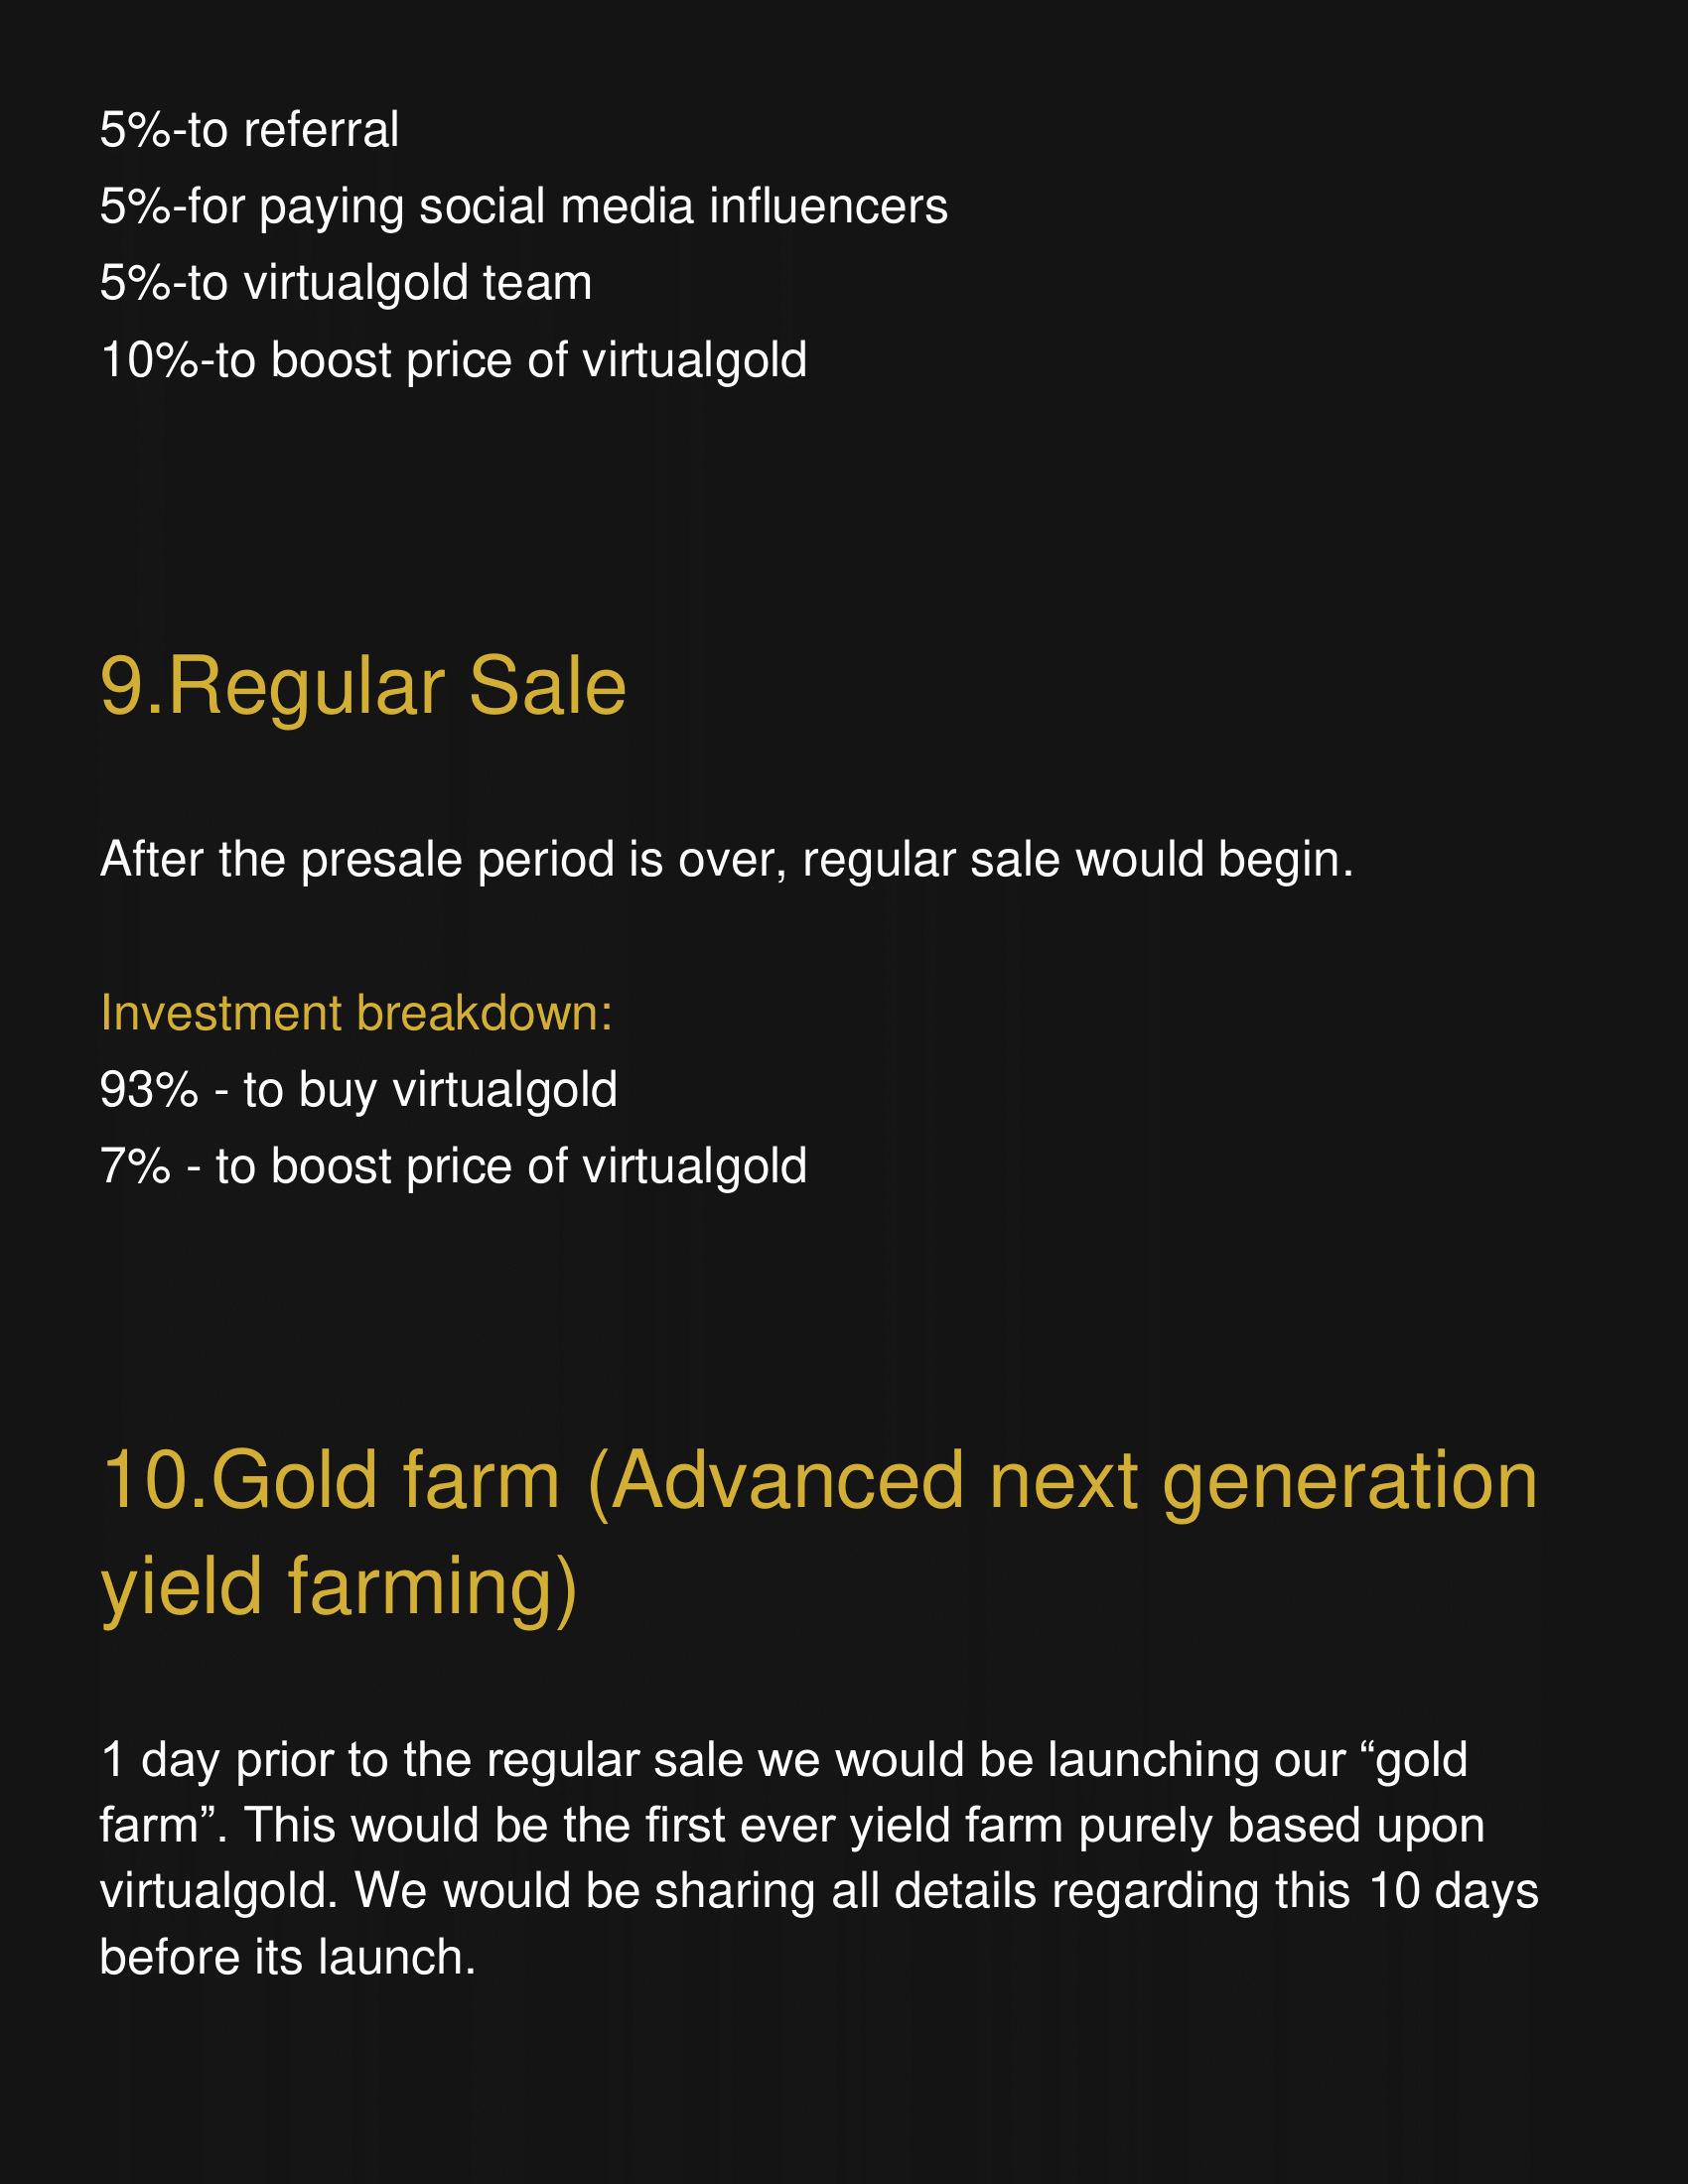 5%-to referral
5%-for paying social media influencers
5%-to virtualgold team
10%-to boost price of virtualgold
9.Regular Sale
After the presale period is over, regular sale would begin.
Investment breakdown:
93% - to buy virtualgold
7% - to boost price of virtualgold
10.Gold farm (Advanced next generation
yield farming)
1 day prior to the regular sale we would be launching our “gold
farm”. This would be the first ever yield farm purely based upon
virtualgold. We would be sharing all details regarding this 10 days
before its launch.